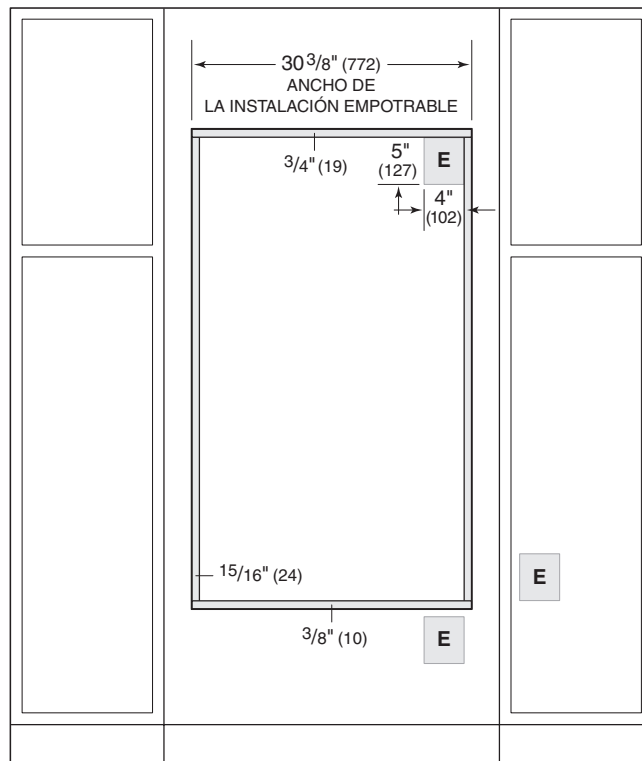 30 3/8" (772)
ANCHO DE
LA INSTALACIÓN EMPOTRABLE
3/4" (19)
5"
(127)
E
4"
(102)
15/16" (24)
E
3/8" (10)
E